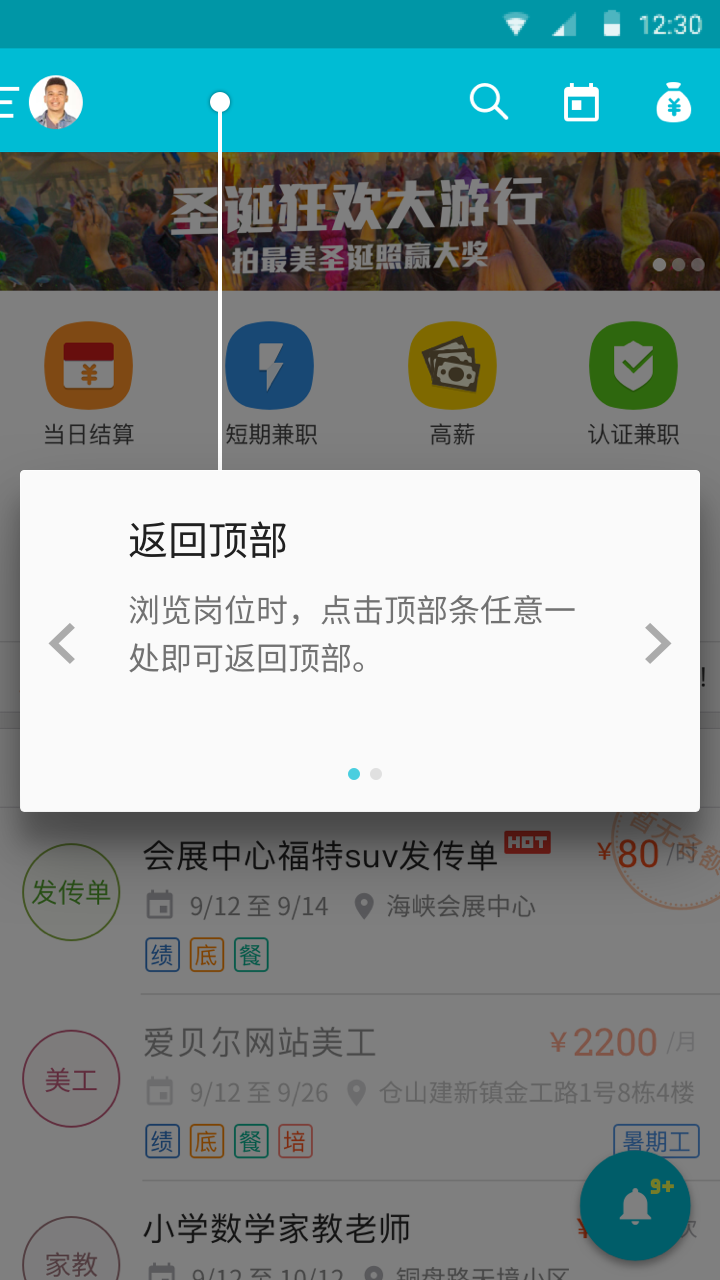 12:30
圣诞狂欢大游行
拍最美圣诞照赢大奖
当日结算 短期兼职 高薪 认证兼职
返回顶部
浏览岗位时，点击顶部条任意一
处即可返回顶部。
!
发传单
会展中心福特suv发传单 HOT ¥80 /时
暂无名额
9/12 至 9/14 海峡会展中心
绩 底 餐
美工
爱贝尔网站美工 ¥2200 /月
9/12 至 9/26 仓山建新镇金工路1号8栋4楼
绩 底 餐 培 暑期工
9+
家教
小学数学家教老师 ¥ 次
9/12 至 10/12